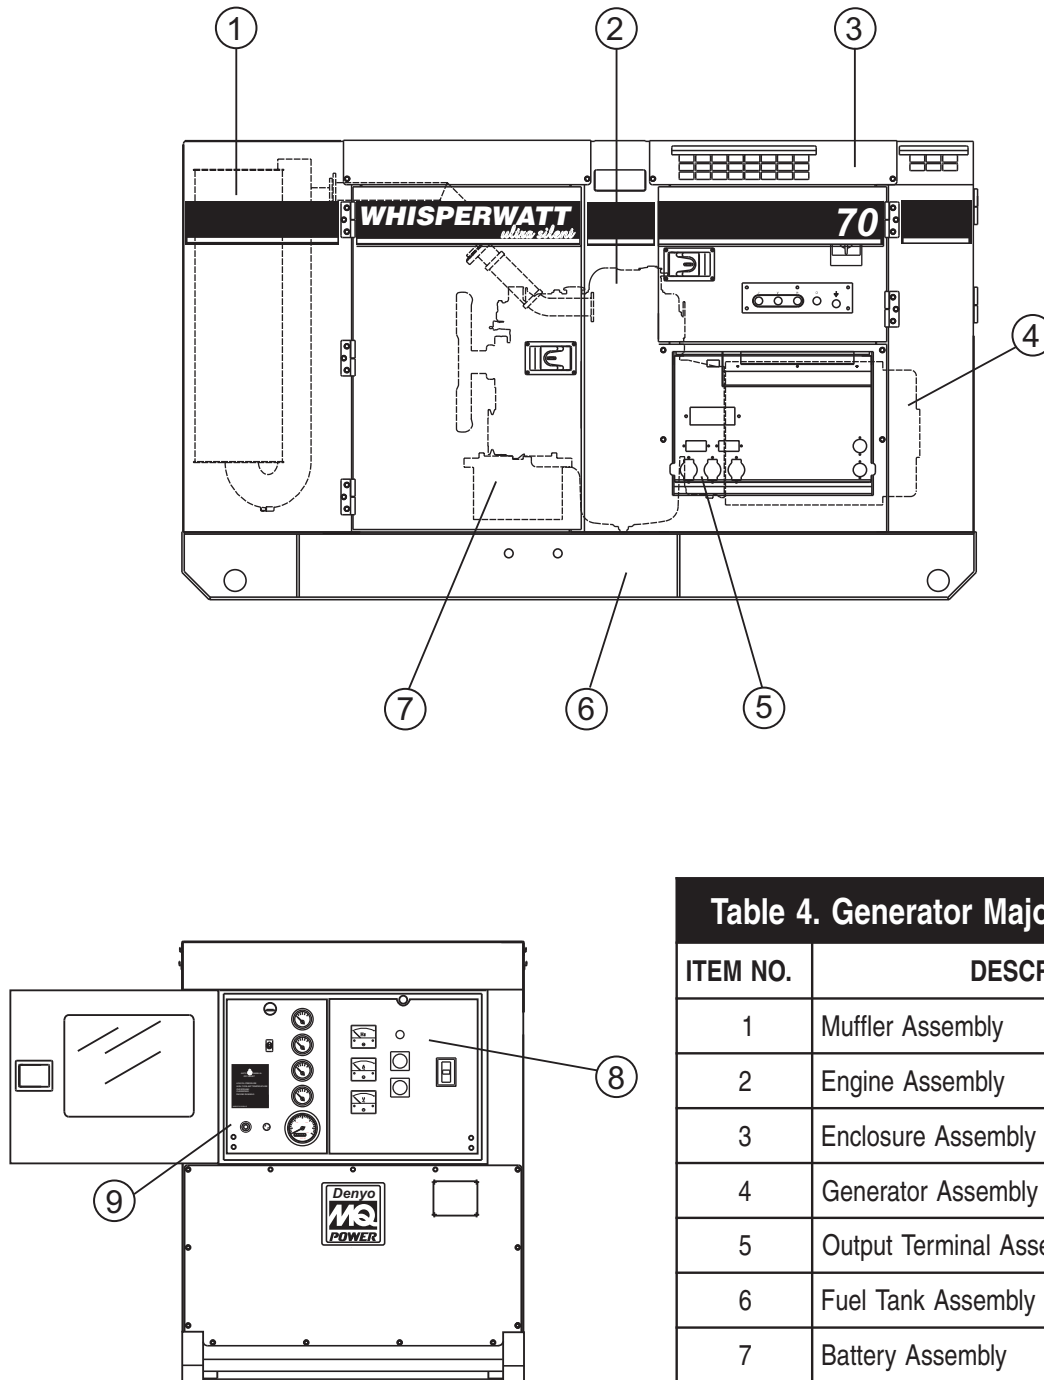 1
2
3
WHISPERWATT
ultra silent
70
4
7
6
5
Hz
A
V
8
9
Denyo
MQ
POWER
Table 4. Generator Majo
ITEM NO. DESCR
1 Muffler Assembly
2 Engine Assembly
3 Enclosure Assembly
4 Generator Assembly
5 Output Terminal Asse
6 Fuel Tank Assembly
7 Battery Assembly